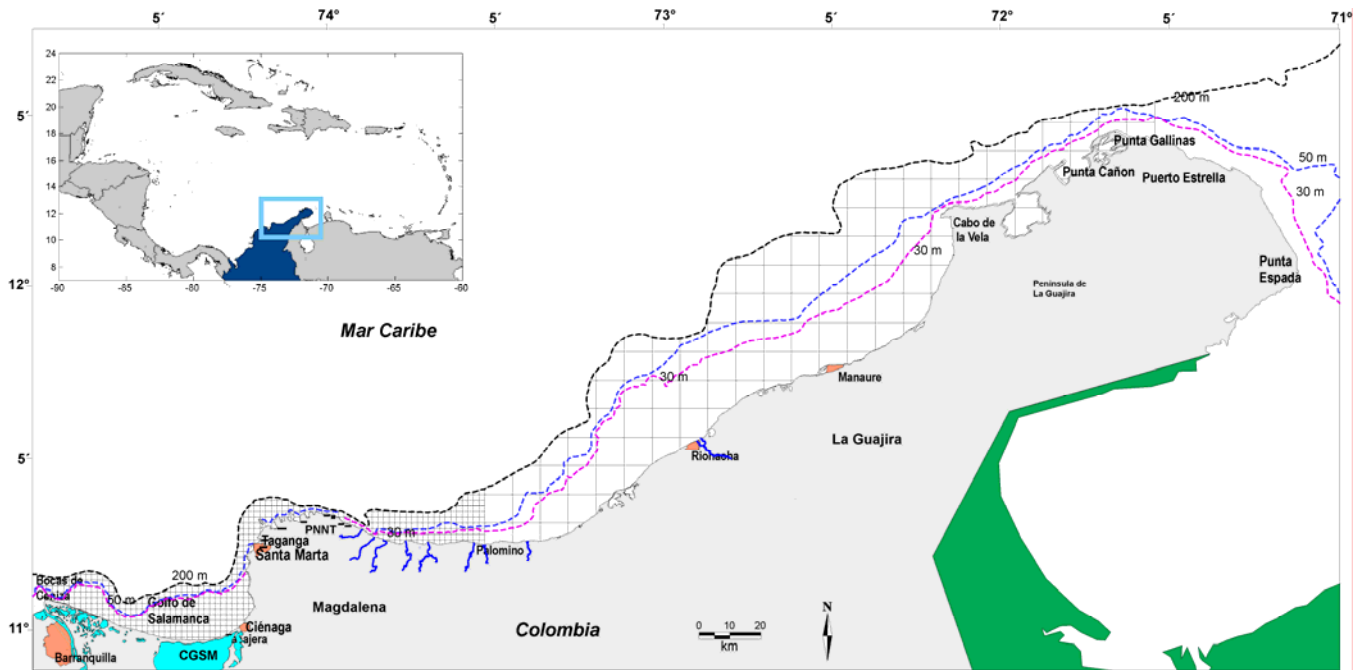 5´ 74° 5´ 73° 5´ 72° 5´ 71°
24
22
20
18
16
14
12
10
8
-90 -85 -80 -75 -70 -65 -60
5´
12°
5´
11°
200 m
Punta Gallinas
50 m
Punta Cañon
Puerto Estrella
30 m
Cabo de
la Vela
30 m
Punta
Espada
Península de
La Guajira
Mar Caribe
30 m
Manaure
La Guajira
Riohacha
PNNT
30 m
Taganga
Santa Marta
Palomino
200 m
Bocas de
Ceniza
50 m
Golfo de
Salamanca
Magdalena
Ciénaga
ajera
Colombia
Barranquilla
CGSM
0 10 20
km
N